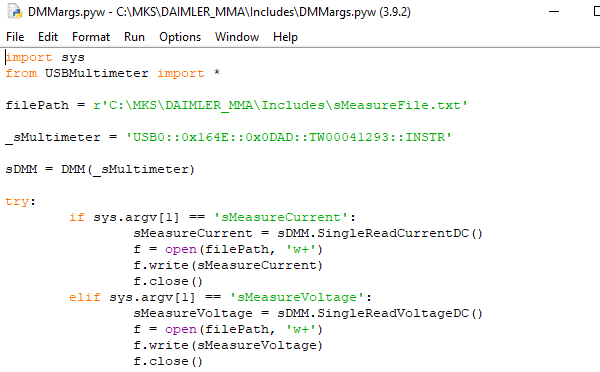 DMMargs.pyw - C:\MKS\DAIMLER_MMA\Includes\DMMargs.pyw (3.9.2)
File Edit Format Run Options Window Help
import sys
from USBMultimeter import *
filePath = r'C:\MKS\DAIMLER_MMA\Includes\sMeasureFile.txt'
_sMultimeter = 'USB0::0x164E::0x0DAD::TW00041293::INSTR'
sDMM = DMM(_sMultimeter)
try:
        if sys.argv[1] == 'sMeasureCurrent':
                sMeasureCurrent = sDMM.SingleReadCurrentDC()
                f = open(filePath, 'w+')
                f.write(sMeasureCurrent)
                f.close()
        elif sys.argv[1] == 'sMeasureVoltage':
                sMeasureVoltage = sDMM.SingleReadVoltageDC()
                f = open(filePath, 'w+')
                f.write(sMeasureVoltage)
                f.close()